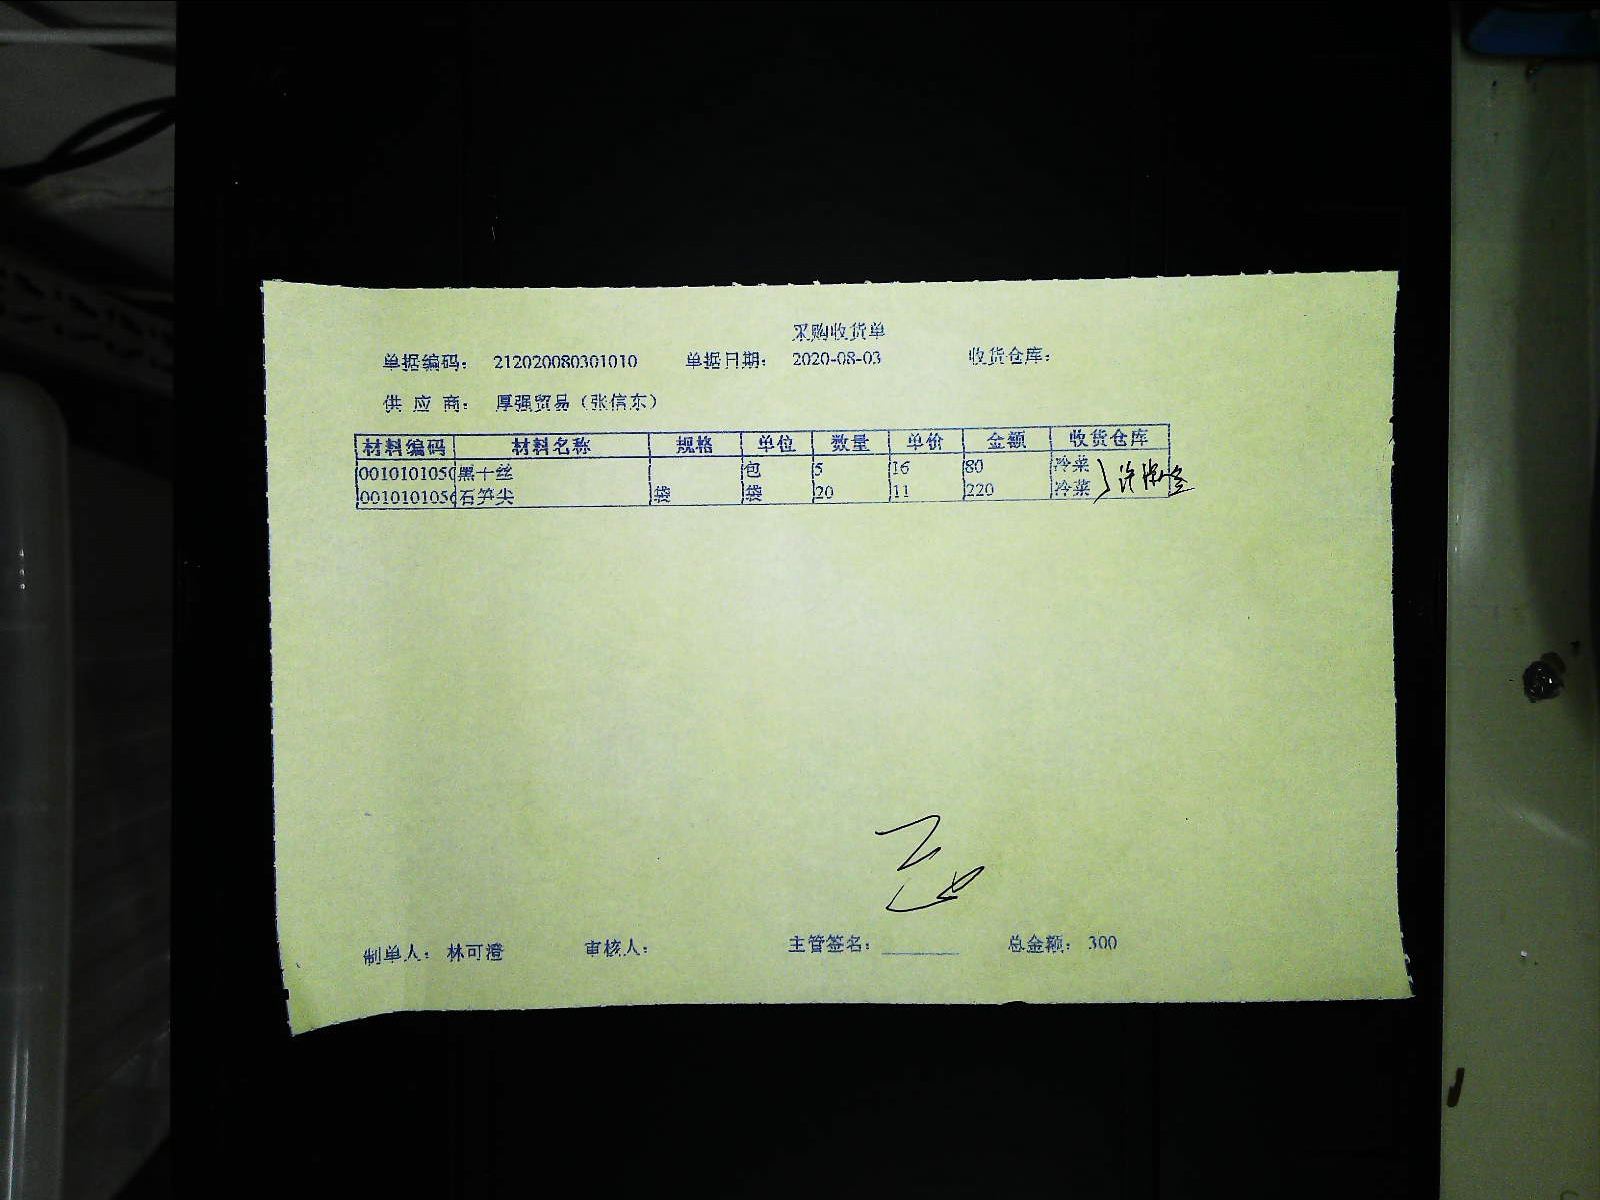 采购收货单
单据编码： 212020080301010 单据日期： 2020-08-03 收货仓库：
供 应 商： 厚强贸易（张信东）
材料编码 材料名称 规格 单位 数量 单价 金额 收货仓库
0010101050 黑干丝 包 5 16 80 冷菜
0010101056 石笋尖 袋 袋 20 11 220 冷菜
制单人： 林可澄 审核人： 主管签名： 总金额： 300